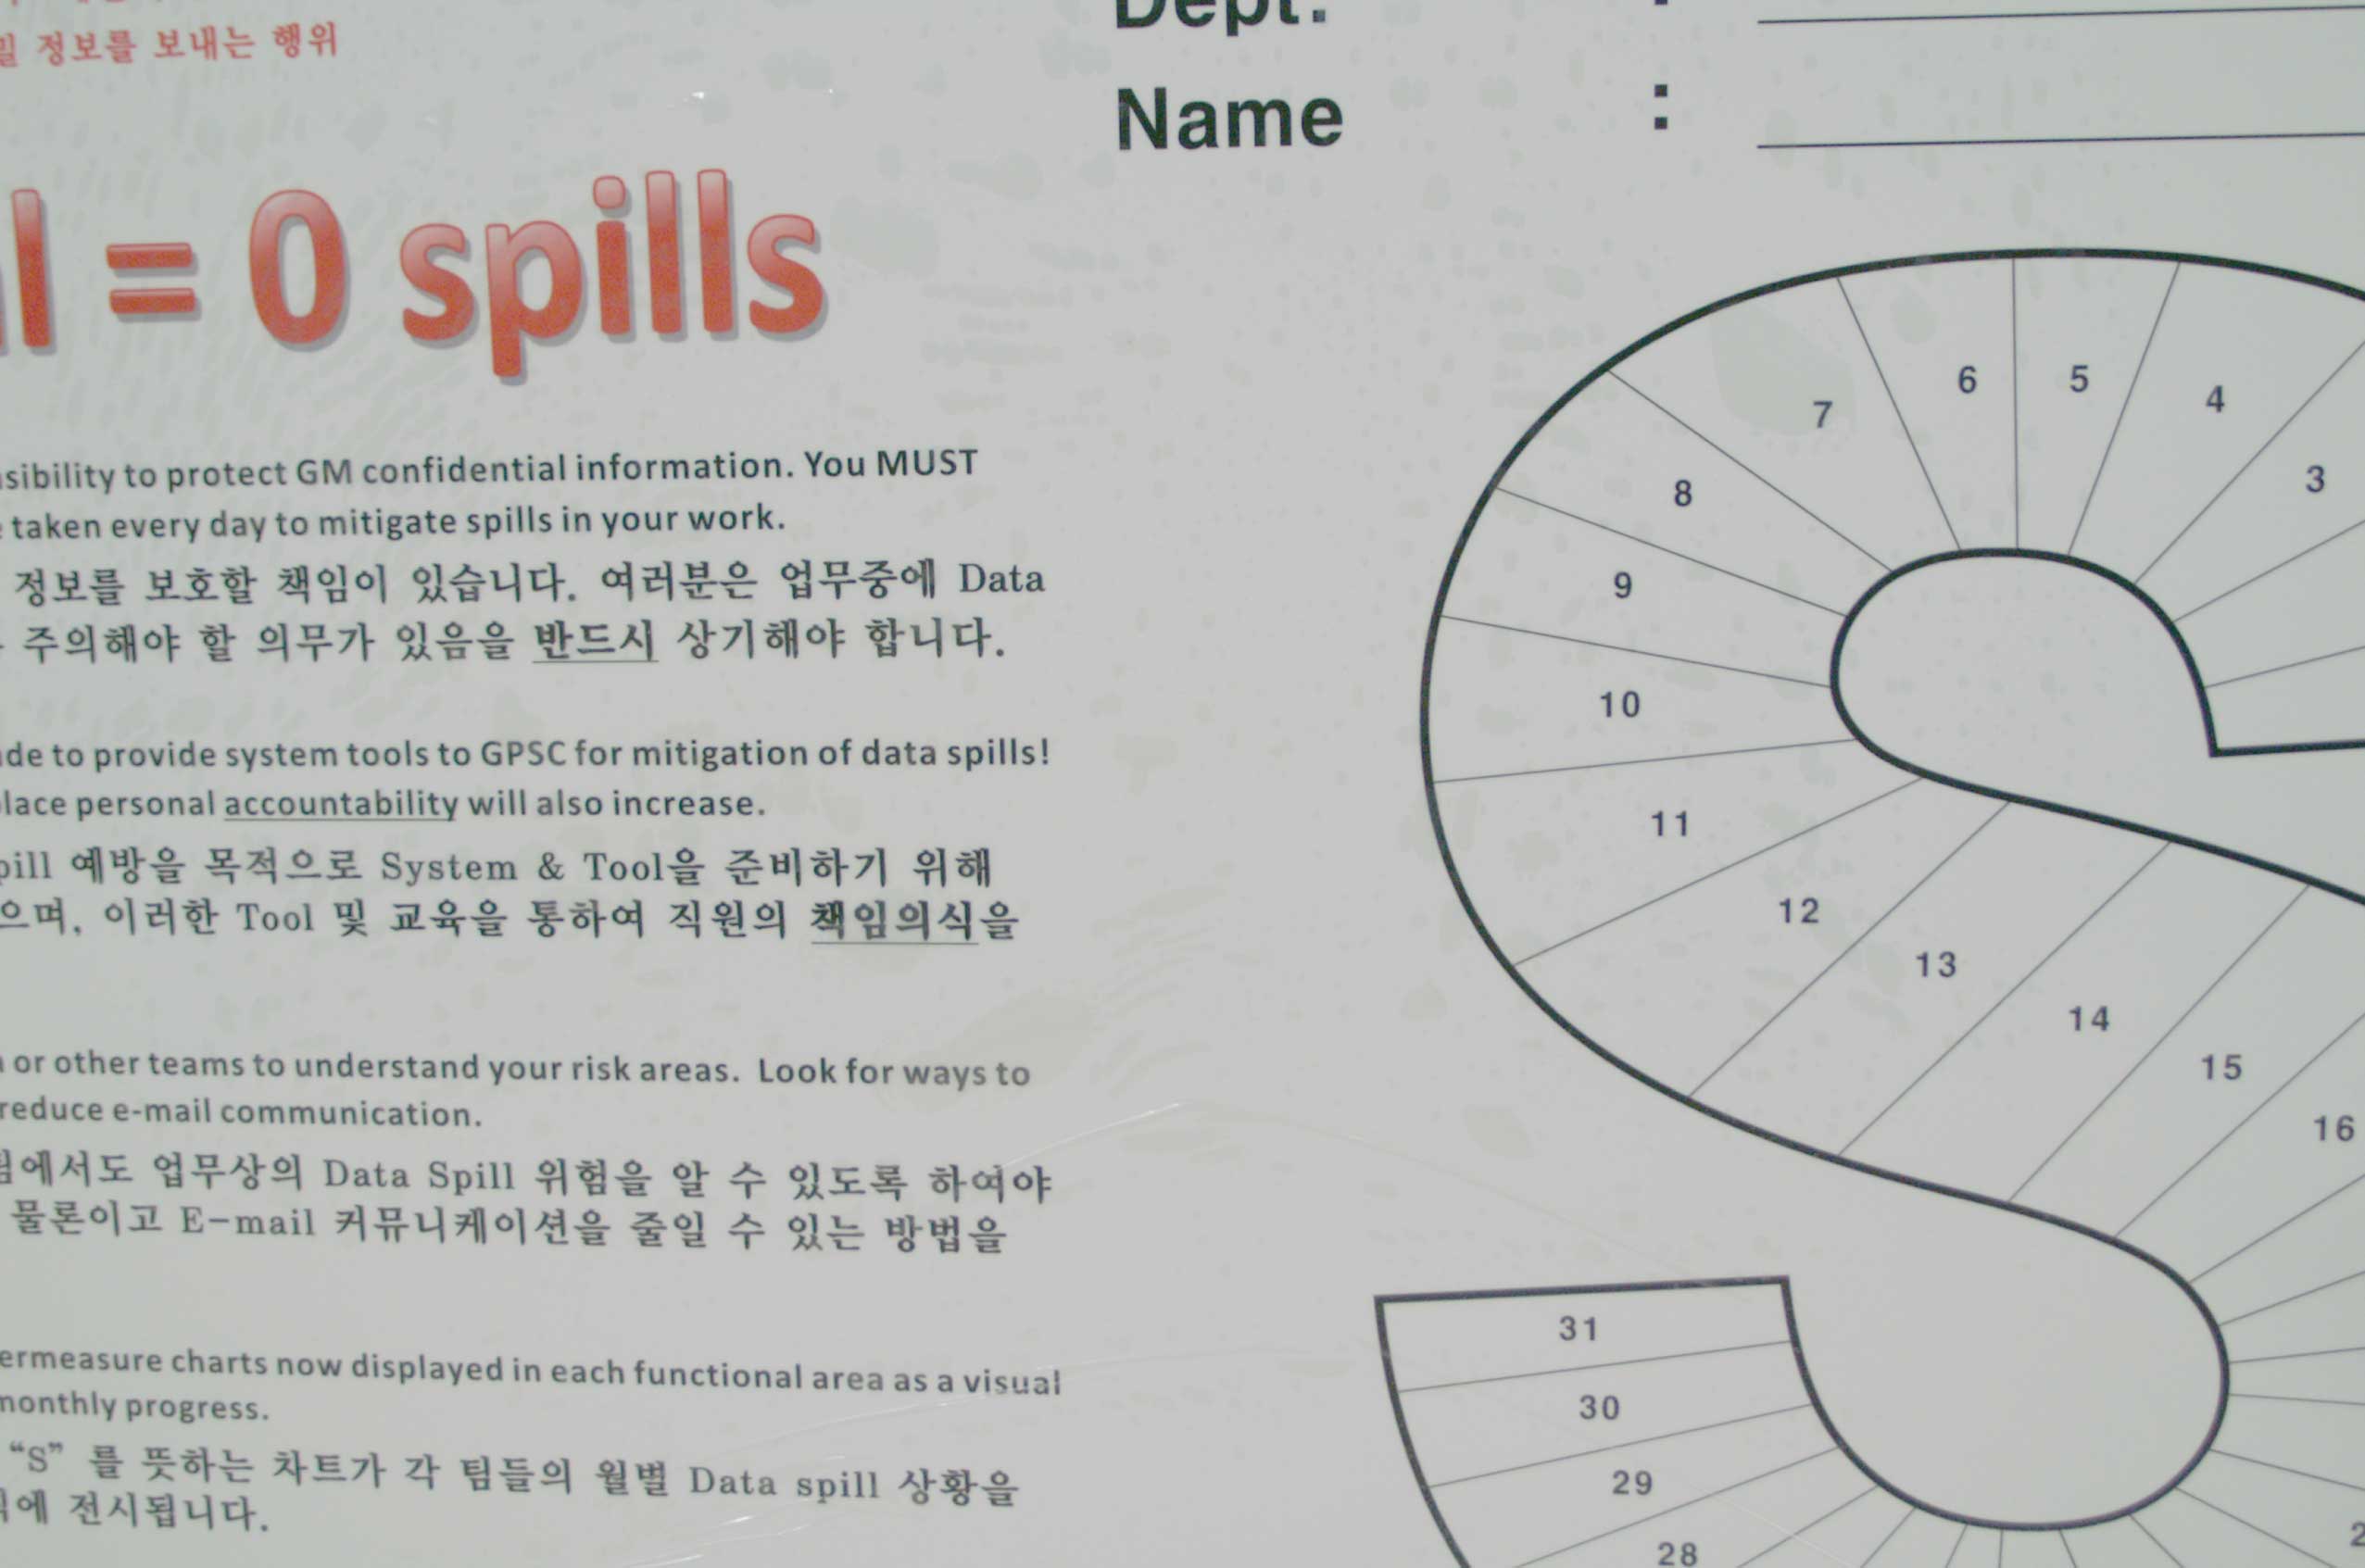 정보를 보내는 행위
= 0 spills
to protect GM confidential information. You MUST
taken every day to mitigate spills in your work.
정보를 보호할 책임이 있습니다. 여러분은 업무중에 Data
주의해야 할 의무가 있음을 반드시 상기해야 합니다.
to provide system tools to GPSC for mitigation of data spills!
personal accountability will also increase.
예방을 목적으로 System & Tool을 준비하기 위해
이러한 Tool 및 교육을 통하여 직원의 책임의식을
or other teams to understand your risk areas. Look for ways to
reduce e-mail communication.
업무상의 Data Spill 위험을 알 수 있도록 하여야
물론이고 E-mail 커뮤니케이션을 줄일 수 있는 방법을
charts now displayed in each functional area as a visual
monthly progress.
“S” 를 뜻하는 차트가 각 팀들의 월별 Data spill 상황을
전시됩니다.
Dept.
Name :
3
4
5
6
7
8
9
10
11
12
13
14
15
16
28
29
30
31